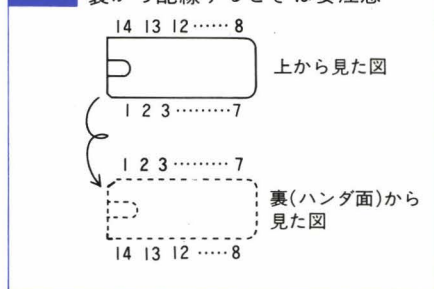 裏から配線するときは要注意
14 13 12…… 8
上から見た図
1 2 3………7
1 2 3……… 7
裏(ハンダ面)から
見た図
14 13 12 ····· 8